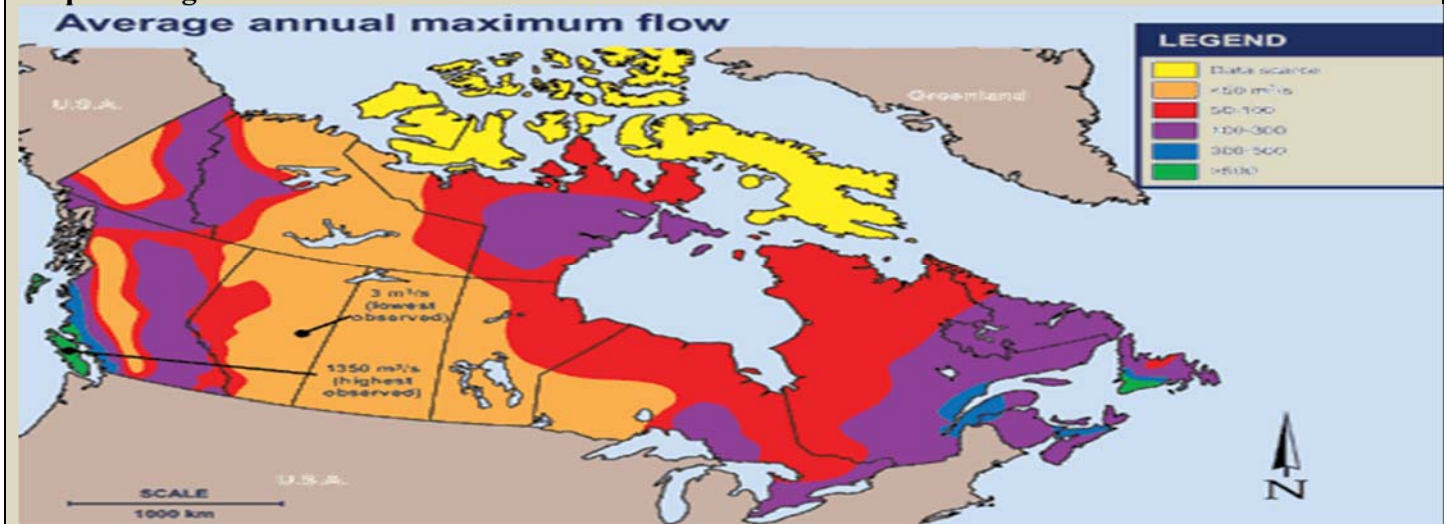 Average annual maximum flow
LEGEND
Data scarce
<50 m³/s
50-100
100-300
300-500
>500
U.S.A.
Greenland
3 m³/s
(lowest
observed)
1350 m³/s
(highest
observed)
U.S.A.
SCALE
1000 km
N